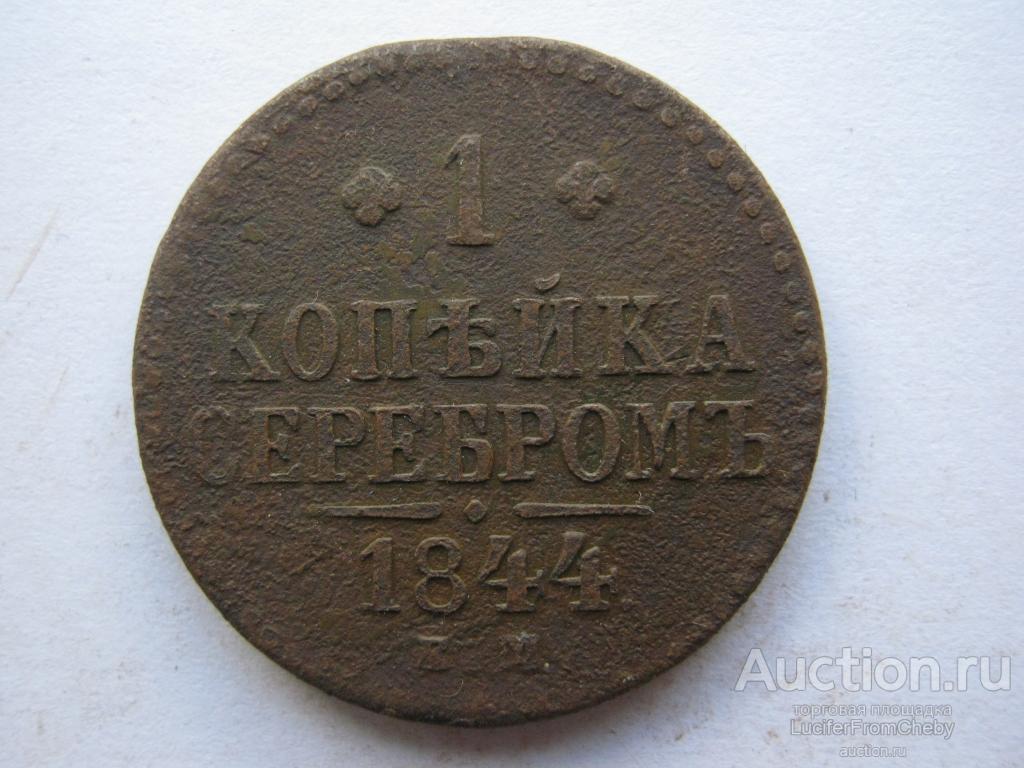 1
КОПѢЙКА
СЕРЕБРОМЪ
1844
Е М
Auction.ru
торговая площадка
LuciferFromCheby
auction.ru